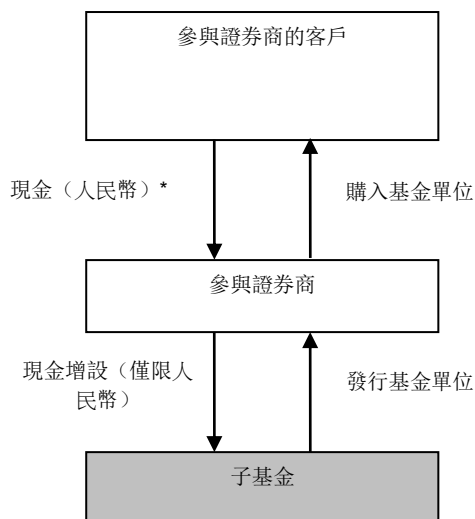 參與證券商的客戶
現金（人民幣）*
購入基金單位
參與證券商
現金增設（僅限人
民幣）
發行基金單位
子基金